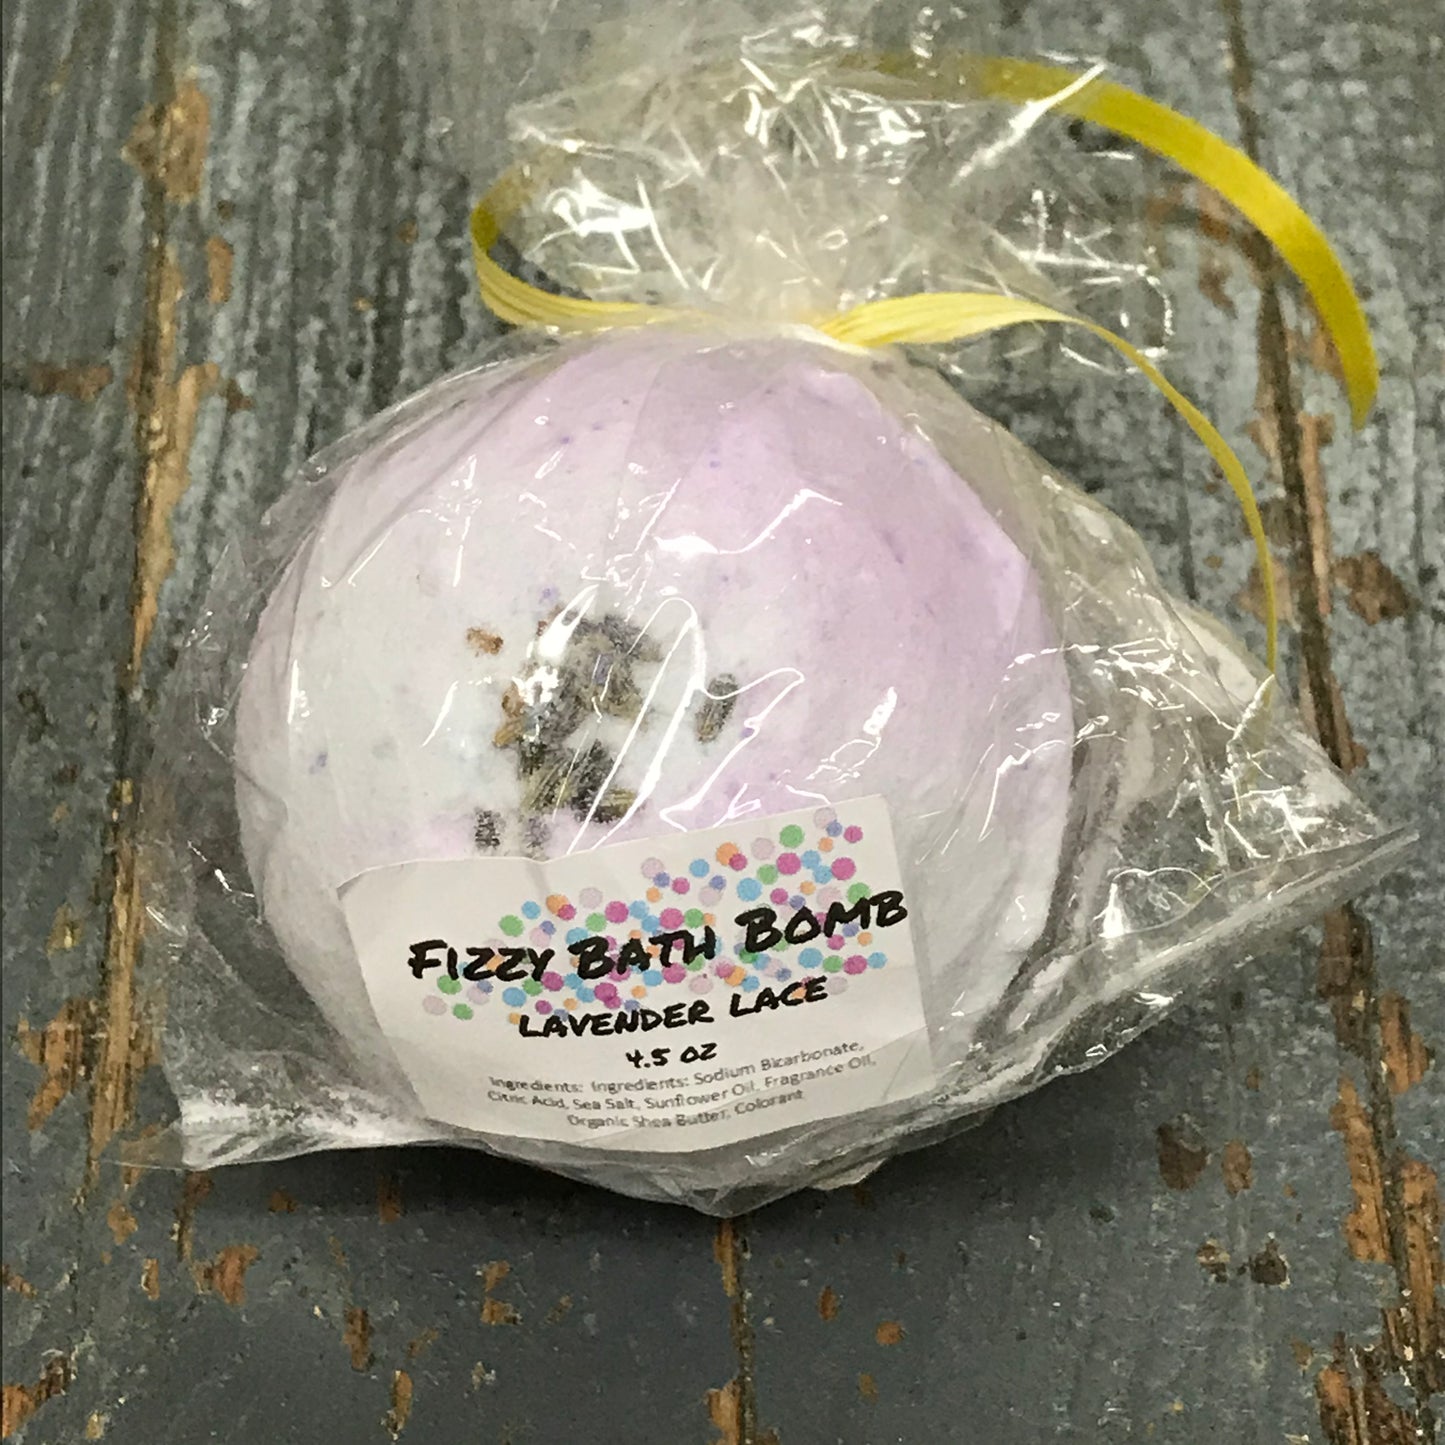 FIZZY BATH BOMB
LAVENDER LACE
4.5 OZ
Ingredients: Ingredients: Sodium Bicarbonate,
Citric Acid, Sea Salt, Sunflower Oil, Fragrance Oil,
Organic Shea Butter, Colorant